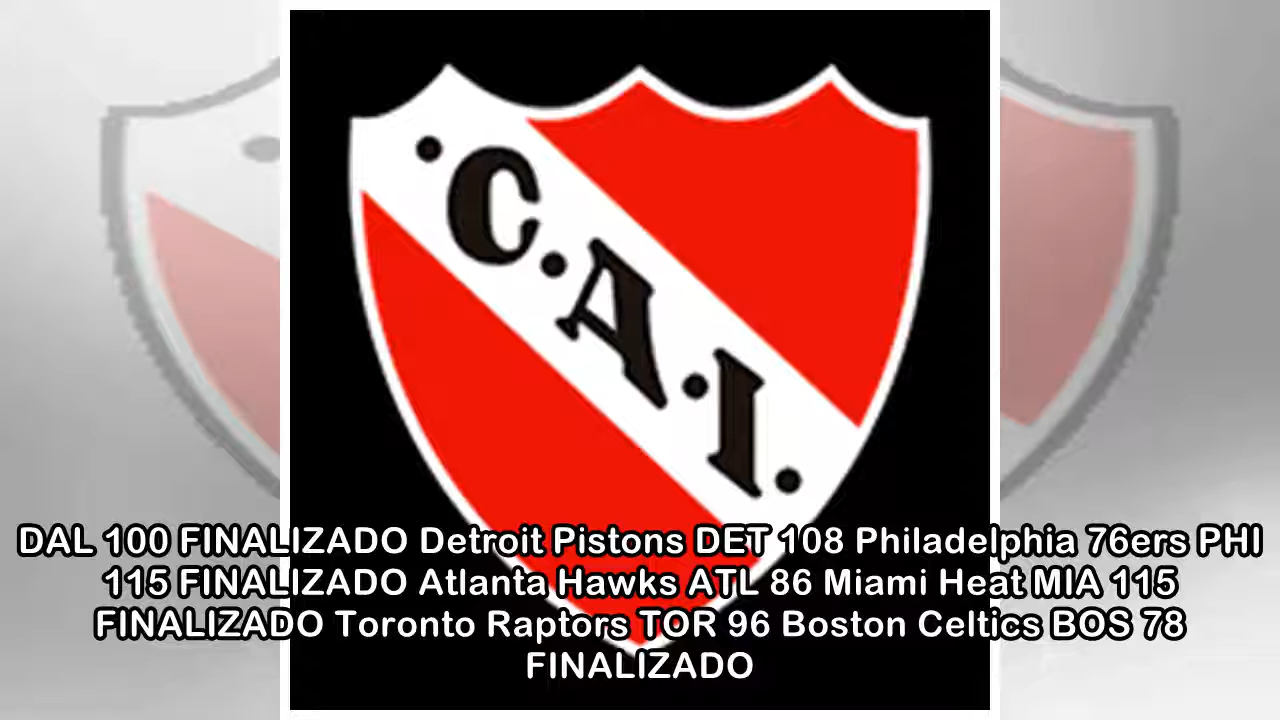 .C.A.I.
DAL 100 FINALIZADO Detroit Pistons DET 108 Philadelphia 76ers PHI
115 FINALIZADO Atlanta Hawks ATL 86 Miami Heat MIA 115
FINALIZADO Toronto Raptors TOR 96 Boston Celtics BOS 78
FINALIZADO